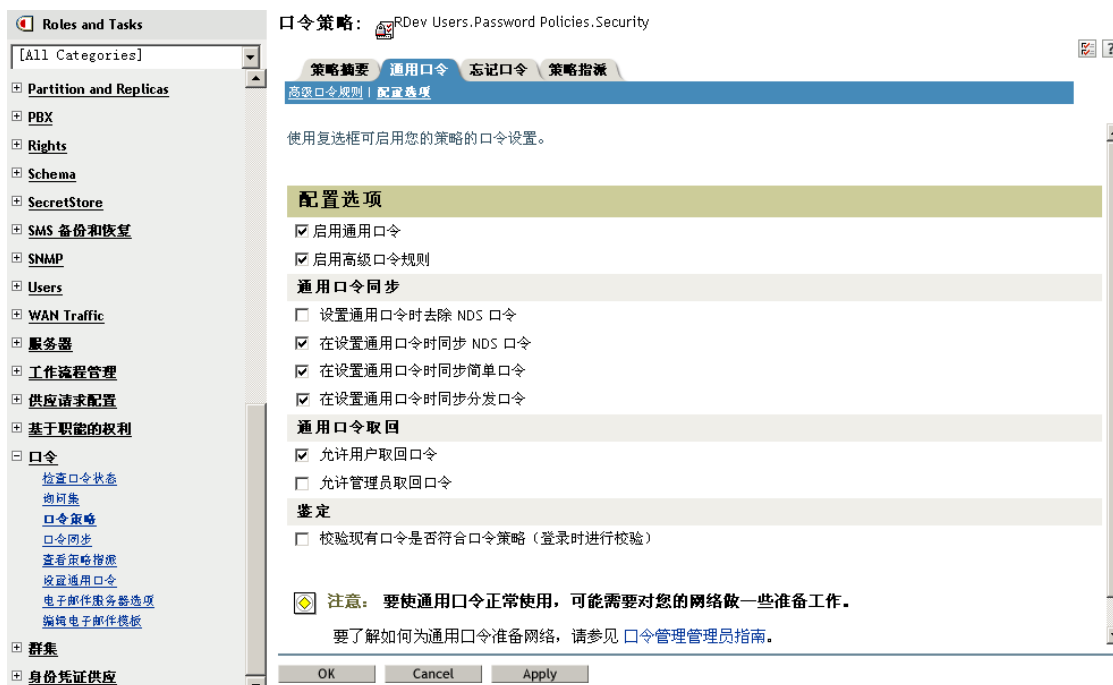 Roles and Tasks
[All Categories]
Partition and Replicas
PBX
Rights
Schema
SecretStore
SMS 备份和恢复
SNMP
Users
WAN Traffic
服务器
工作流程管理
供应请求配置
基于职能的权利
口令
检查口令状态
询问集
口令策略
口令同步
查看策略指派
设置通用口令
电子邮件服务器选项
编辑电子邮件模板
群集
身份凭证供应
口令策略: RDev Users.Password Policies.Security
?
策略摘要 通用口令 忘记口令 策略指派
高级口令规则 | 配置选项
使用复选框可启用您的策略的口令设置。
配置选项
启用通用口令
启用高级口令规则
通用口令同步
设置通用口令时去除 NDS 口令
在设置通用口令时同步 NDS 口令
在设置通用口令时同步简单口令
在设置通用口令时同步分发口令
通用口令取回
允许用户取回口令
允许管理员取回口令
鉴定
校验现有口令是否符合口令策略（登录时进行校验）
注意: 要使通用口令正常使用，可能需要对您的网络做一些准备工作。
要了解如何为通用口令准备网络，请参见 口令管理管理员指南。
OK Cancel Apply